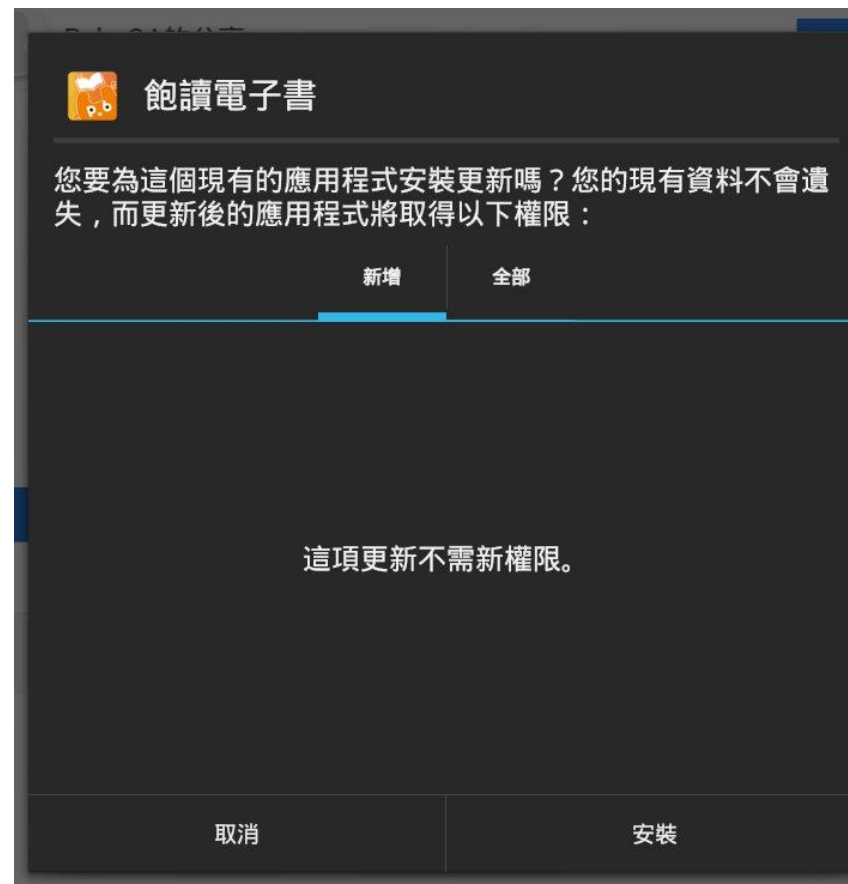 飽讀電子書
您要為這個現有的應用程式安裝更新嗎？您的現有資料不會遺
失，而更新後的應用程式將取得以下權限：
新增
全部
這項更新不需新權限。
取消
安裝